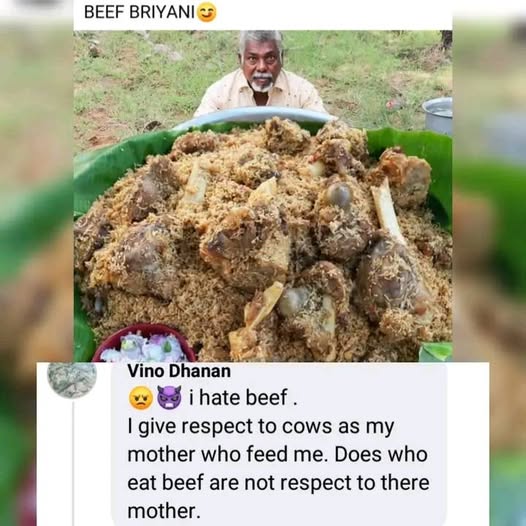 BEEF BRIYANI😋
Vino Dhanan
😠👿 i hate beef .
I give respect to cows as my
mother who feed me. Does who
eat beef are not respect to there
mother.